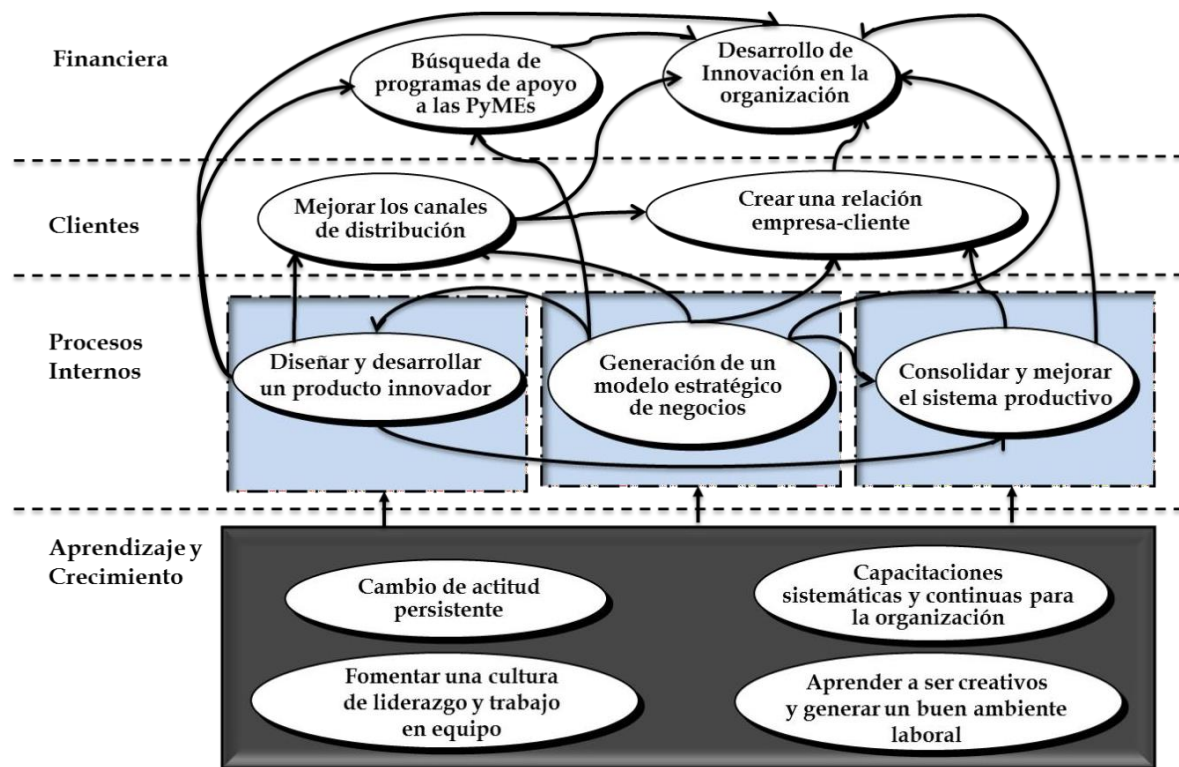 Financiera
Búsqueda de
programas de apoyo
a las PyMEs
Desarrollo de
Innovación en la
organización
Clientes
Mejorar los canales
de distribución
Crear una relación
empresa-cliente
Procesos
Internos
Diseñar y desarrollar
un producto innovador
Generación de un
modelo estratégico
de negocios
Consolidar y mejorar
el sistema productivo
Aprendizaje y
Crecimiento
Cambio de actitud
persistente
Capacitaciones
sistemáticas y continuas para
la organización
Fomentar una cultura
de liderazgo y trabajo
en equipo
Aprender a ser creativos
y generar un buen ambiente
laboral